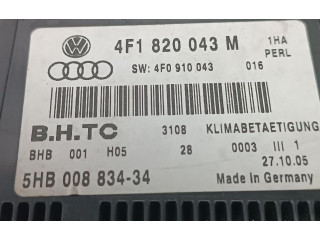 4F1 820 043 M 1HA
PERL
SW: 4F0 910 043 016
B.H.TC 3108 KLIMABETAETIGUNG
BHB 001 H05 28 0003 III 1
27.10.05
5HB 008 834-34 Made in Germany